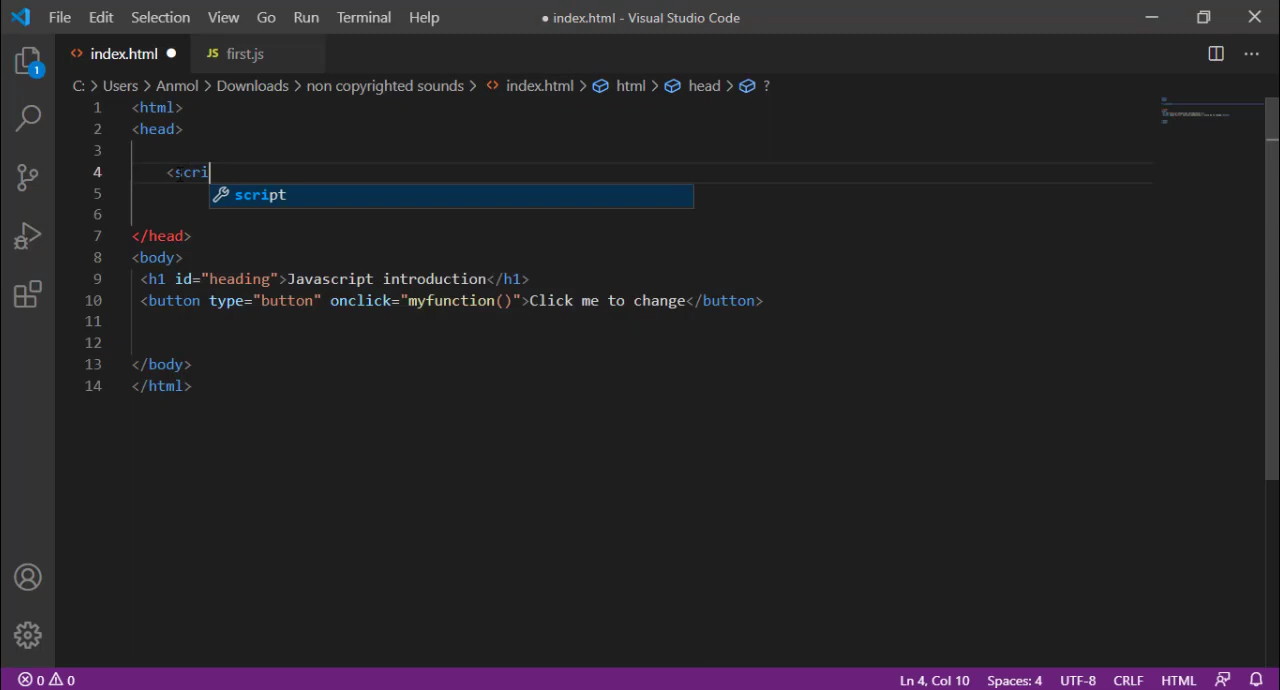 File Edit Selection View Go Run Terminal Help ● index.html - Visual Studio Code
<> index.html ● JS first.js
C: > Users > Anmol > Downloads > non copyrighted sounds > <> index.html > html > head > ?
1 <html>
2 <head>
3
4 <scri
5 script
6
7 </head>
8 <body>
9 <h1 id="heading">Javascript introduction</h1>
10 <button type="button" onclick="myfunction()">Click me to change</button>
11
12
13 </body>
14 </html>
1
0 0 Ln 4, Col 10 Spaces: 4 UTF-8 CRLF HTML